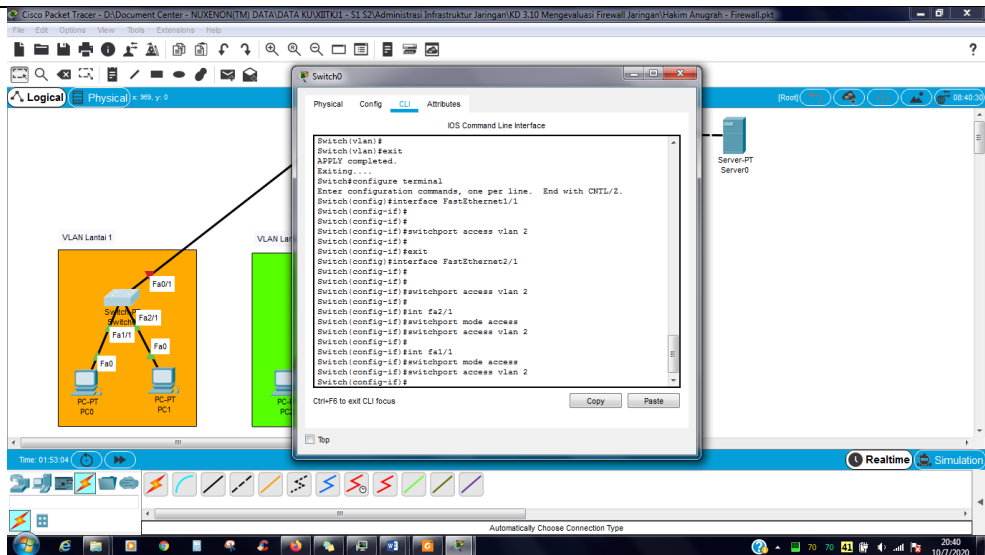 Cisco Packet Tracer - D:\Document Center - NUXENON(TM) DATA\DATA KU\XIITKJ1 - S1 S2\Administrasi Infrastruktur Jaringan\KD 3.10 Mengevaluasi Firewall Jaringan\Hakim Anugrah - Firewall.pkt
File Edit Options View Tools Extensions Help
?
Logical
Physical
x: 969, y: 0
[Root]
08:40:30
Switch0
Physical Config CLI Attributes
IOS Command Line Interface
Switch(vlan)#
Switch(vlan)#exit
APPLY completed.
Exiting....
Switch#configure terminal
Enter configuration commands, one per line. End with CNTL/Z.
Switch(config)#interface FastEthernet1/1
Switch(config-if)#
Switch(config-if)#
Switch(config-if)#switchport access vlan 2
Switch(config-if)#
Switch(config-if)#exit
Switch(config)#interface FastEthernet2/1
Switch(config-if)#
Switch(config-if)#
Switch(config-if)#switchport access vlan 2
Switch(config-if)#
Switch(config-if)#int fa2/1
Switch(config-if)#switchport mode access
Switch(config-if)#switchport access vlan 2
Switch(config-if)#
Switch(config-if)#int fa1/1
Switch(config-if)#switchport mode access
Switch(config-if)#switchport access vlan 2
Switch(config-if)#
Ctrl+F6 to exit CLI focus
Copy
Paste
Top
Server-PT
Server0
VLAN Lantai 1
VLAN Lan
Fa0/1
Fa2/1
Fa1/1
Fa0
Fa0
PC-PT
PC0
PC-PT
PC1
Time: 01:53:04
Realtime
Simulation
Automatically Choose Connection Type
70 70 41
20:40
10/7/2020